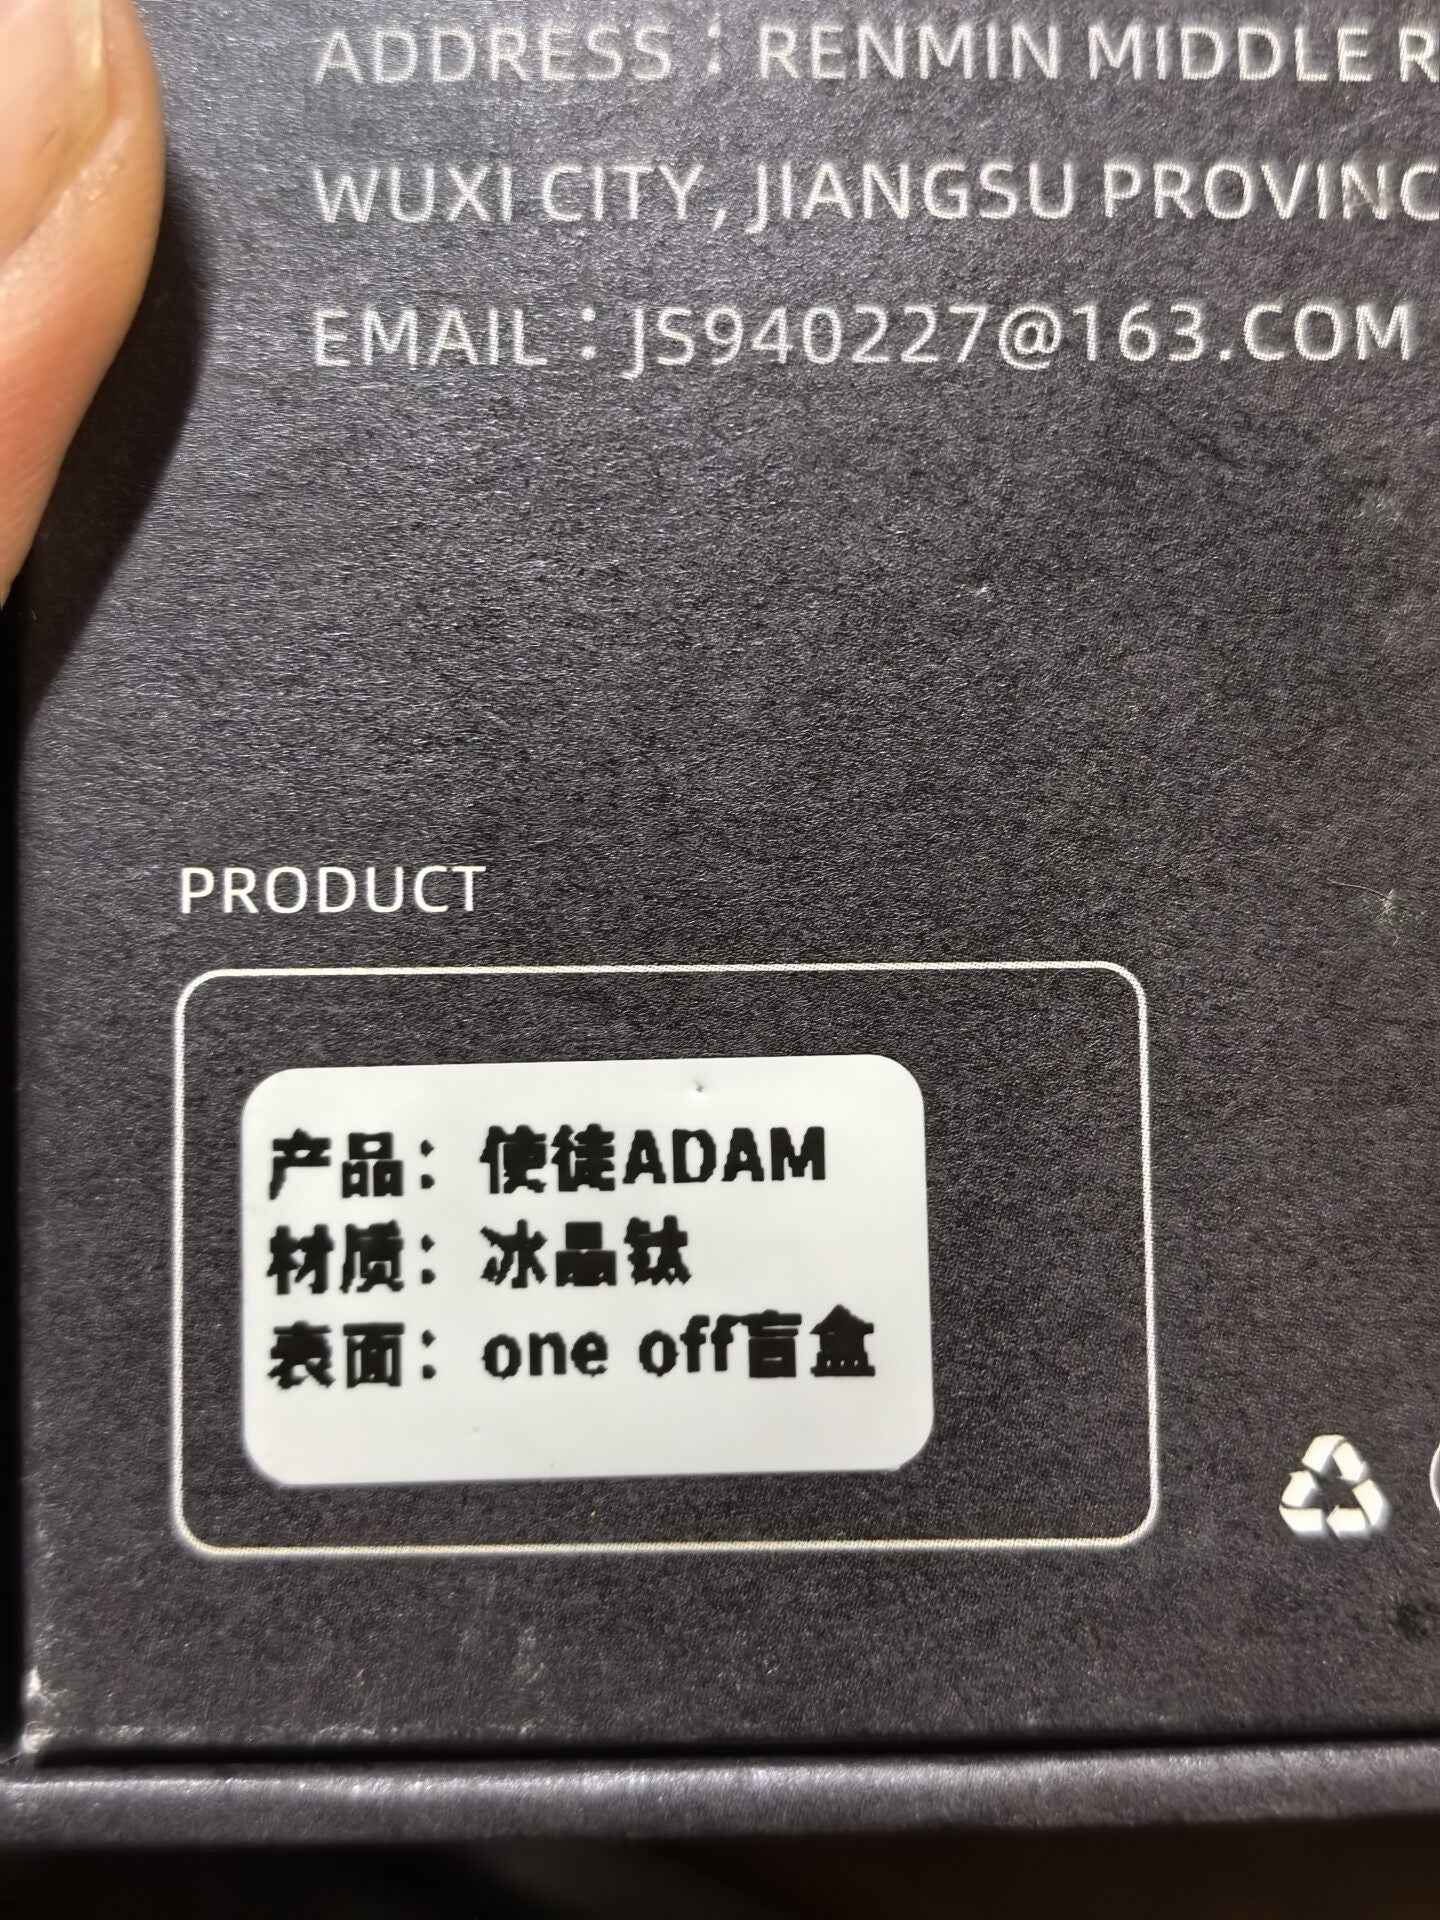 ADDRESS：RENMIN MIDDLE R
WUXI CITY, JIANGSU PROVINC
EMAIL：JS940227@163.COM
PRODUCT
产品：使徒ADAM
材质：冰晶钛
表面：one off盲盒